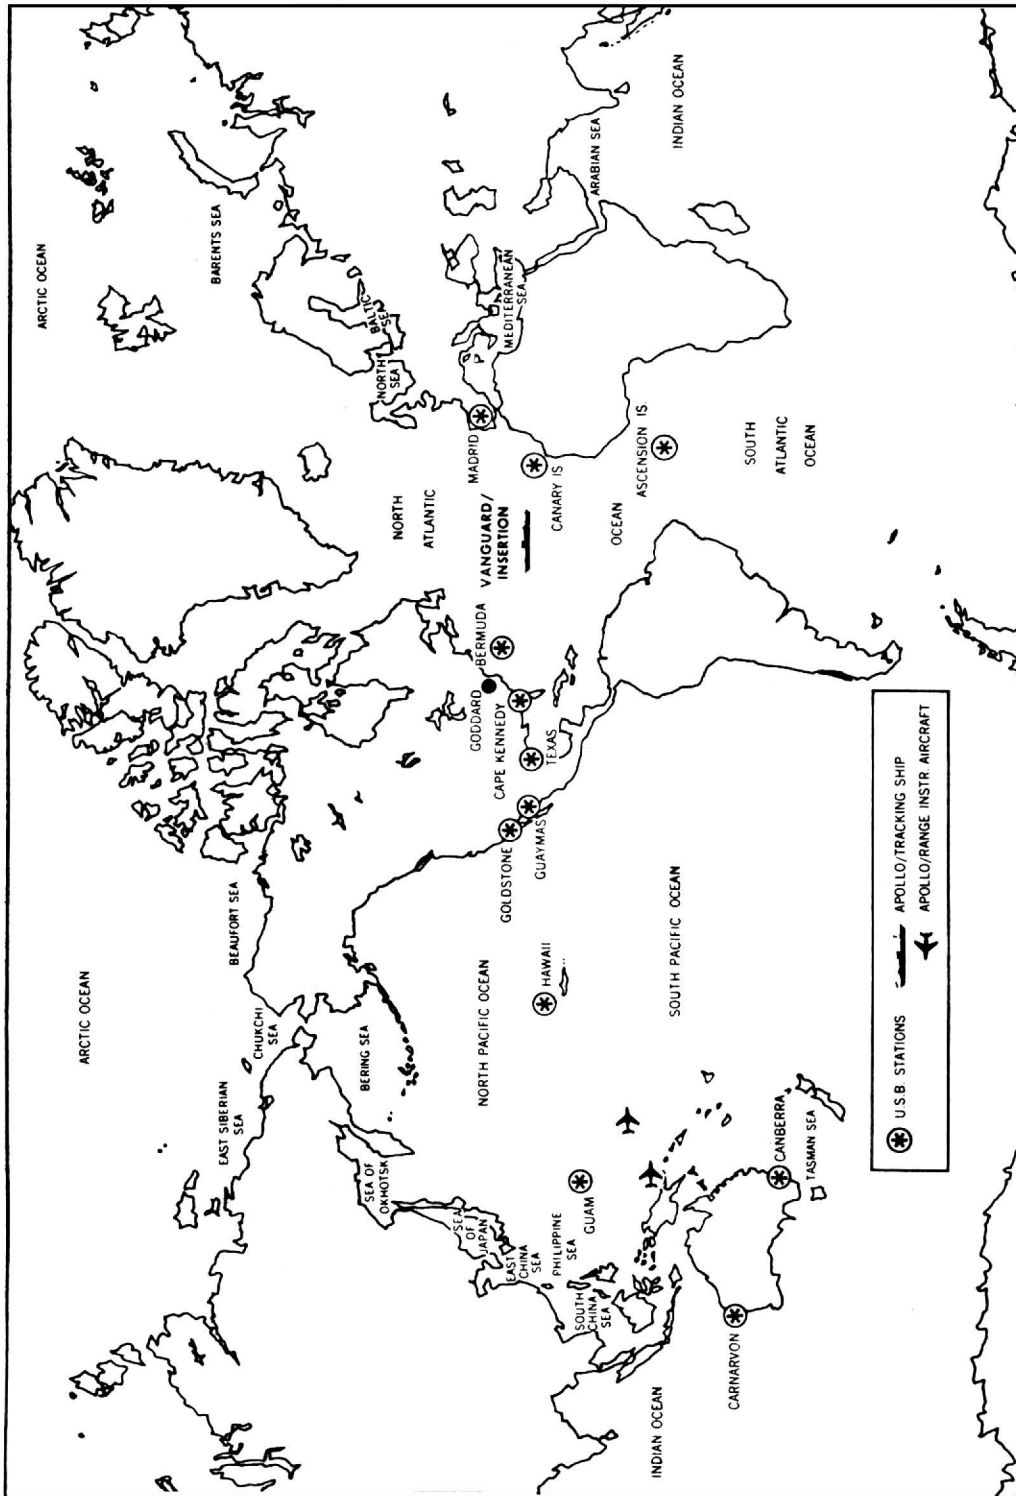 ARCTIC OCEAN
ARCTIC OCEAN
EAST SIBERIAN
SEA
CHUKCHI
SEA
BEAUFORT SEA
BARENTS SEA
SEA OF
OKHOTSK
BERING SEA
NORTH
SEA
BALTIC
SEA
NORTH
ATLANTIC
SEA
OF
JAPAN
EAST
CHINA
SEA
NORTH PACIFIC OCEAN
GOLDSTONE
GUAYMAS
GODDARD
CAPE KENNEDY
TEXAS
BERMUDA
VANGUARD/
INSERTION
MADRID
MEDITERRANEAN
SEA
CANARY IS
PHILIPPINE
SEA
SOUTH
CHINA
SEA
GUAM
HAWAII
ARABIAN SEA
OCEAN
ASCENSION IS.
INDIAN OCEAN
SOUTH PACIFIC OCEAN
INDIAN OCEAN
CARNARVON
CANBERRA
TASMAN SEA
SOUTH
ATLANTIC
OCEAN
U.S.B. STATIONS
APOLLO/TRACKING SHIP
APOLLO/RANGE INSTR. AIRCRAFT